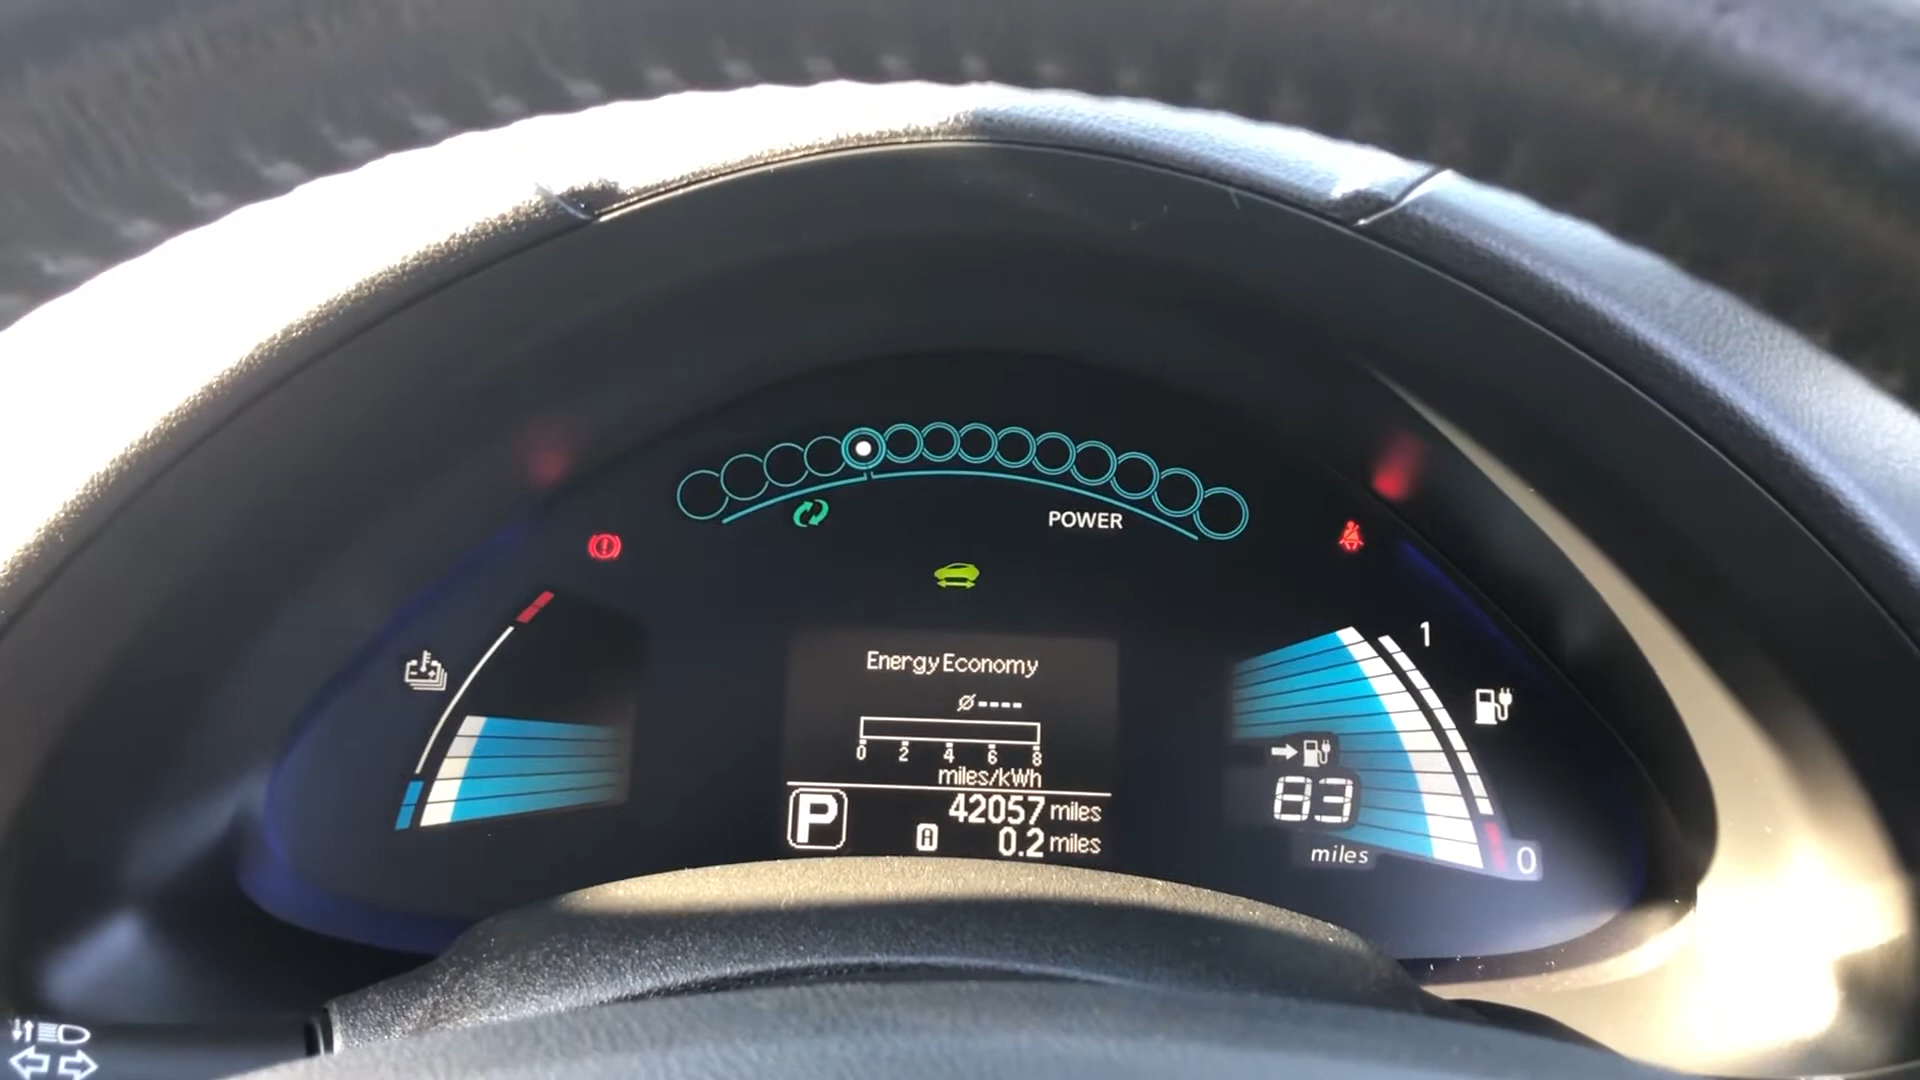 POWER
Energy Economy
Ø----
0 2 4 6 8
miles/kWh
P
42057 miles
A 0.2 miles
1
83
miles
0